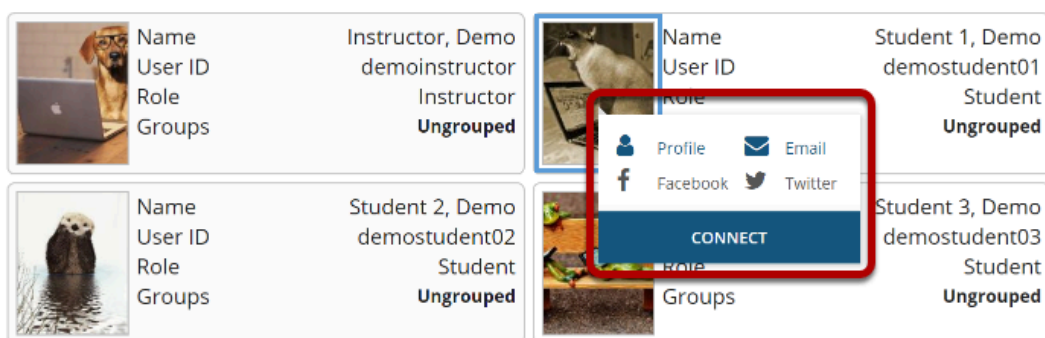 Name Instructor, Demo
User ID demoinstructor
Role Instructor
Groups Ungrouped
Name Student 1, Demo
User ID demostudent01
Role Student
Ungrouped
Profile Email
Facebook Twitter
CONNECT
Name Student 2, Demo
User ID demostudent02
Role Student
Groups Ungrouped
Student 3, Demo
demostudent03
Role Student
Groups Ungrouped